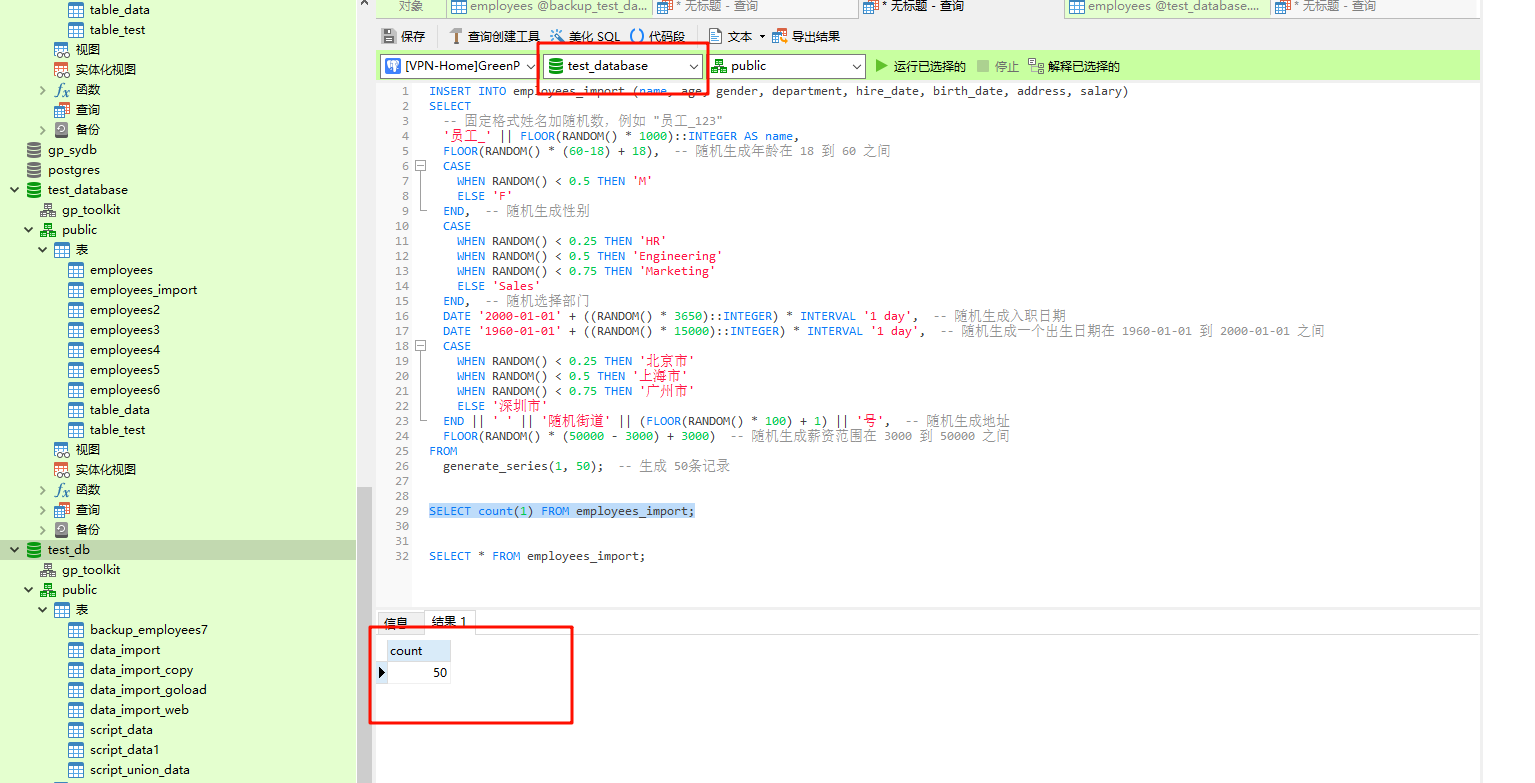 table_data
table_test
视图
实体化视图
函数
查询
备份
gp_sydb
postgres
test_database
gp_toolkit
public
表
employees
employees_import
employees2
employees3
employees4
employees5
employees6
table_data
table_test
视图
实体化视图
函数
查询
备份
test_db
gp_toolkit
public
表
backup_employees7
data_import
data_import_copy
data_import_goload
data_import_web
script_data
script_data1
script_union_data
对象 employees @backup_test_da... * 无标题 - 查询 * 无标题 - 查询 employees @test_database.... * 无标题 - 查询
保存 查询创建工具 美化 SQL () 代码段 文本 导出结果
[VPN-Home]GreenP test_database public 运行已选择的 停止 解释已选择的
1 INSERT INTO employees_import (name, age, gender, department, hire_date, birth_date, address, salary)
2 SELECT
3 -- 固定格式姓名加随机数，例如 "员工_123"
4 '员工_' || FLOOR(RANDOM() * 1000)::INTEGER AS name,
5 FLOOR(RANDOM() * (60-18) + 18), -- 随机生成年龄在 18 到 60 之间
6 CASE
7 WHEN RANDOM() < 0.5 THEN 'M'
8 ELSE 'F'
9 END, -- 随机生成性别
10 CASE
11 WHEN RANDOM() < 0.25 THEN 'HR'
12 WHEN RANDOM() < 0.5 THEN 'Engineering'
13 WHEN RANDOM() < 0.75 THEN 'Marketing'
14 ELSE 'Sales'
15 END, -- 随机选择部门
16 DATE '2000-01-01' + ((RANDOM() * 3650)::INTEGER) * INTERVAL '1 day', -- 随机生成入职日期
17 DATE '1960-01-01' + ((RANDOM() * 15000)::INTEGER) * INTERVAL '1 day', -- 随机生成一个出生日期在 1960-01-01 到 2000-01-01 之间
18 CASE
19 WHEN RANDOM() < 0.25 THEN '北京市'
20 WHEN RANDOM() < 0.5 THEN '上海市'
21 WHEN RANDOM() < 0.75 THEN '广州市'
22 ELSE '深圳市'
23 END || ' ' || '随机街道' || (FLOOR(RANDOM() * 100) + 1) || '号', -- 随机生成地址
24 FLOOR(RANDOM() * (50000 - 3000) + 3000) -- 随机生成薪资范围在 3000 到 50000 之间
25 FROM
26 generate_series(1, 50); -- 生成 50条记录
27
28
29 SELECT count(1) FROM employees_import;
30
31
32 SELECT * FROM employees_import;
信息 结果 1
count
50